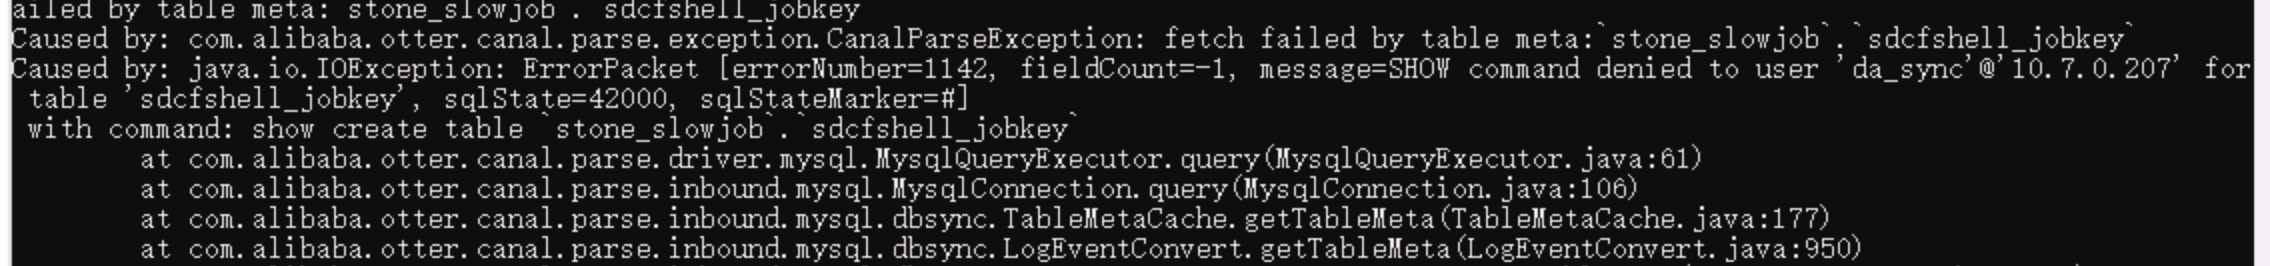 ailed by table meta: stone_slowjob . sdcfshell_jobkey
Caused by: com.alibaba.otter.canal.parse.exception.CanalParseException: fetch failed by table meta:`stone_slowjob`.`sdcfshell_jobkey`
Caused by: java.io.IOException: ErrorPacket [errorNumber=1142, fieldCount=-1, message=SHOW command denied to user 'da_sync'@'10.7.0.207' for
table 'sdcfshell_jobkey', sqlState=42000, sqlStateMarker=#]
with command: show create table `stone_slowjob`.`sdcfshell_jobkey`
at com.alibaba.otter.canal.parse.driver.mysql.MysqlQueryExecutor.query(MysqlQueryExecutor.java:61)
at com.alibaba.otter.canal.parse.inbound.mysql.MysqlConnection.query(MysqlConnection.java:106)
at com.alibaba.otter.canal.parse.inbound.mysql.dbsync.TableMetaCache.getTableMeta(TableMetaCache.java:177)
at com.alibaba.otter.canal.parse.inbound.mysql.dbsync.LogEventConvert.getTableMeta(LogEventConvert.java:950)